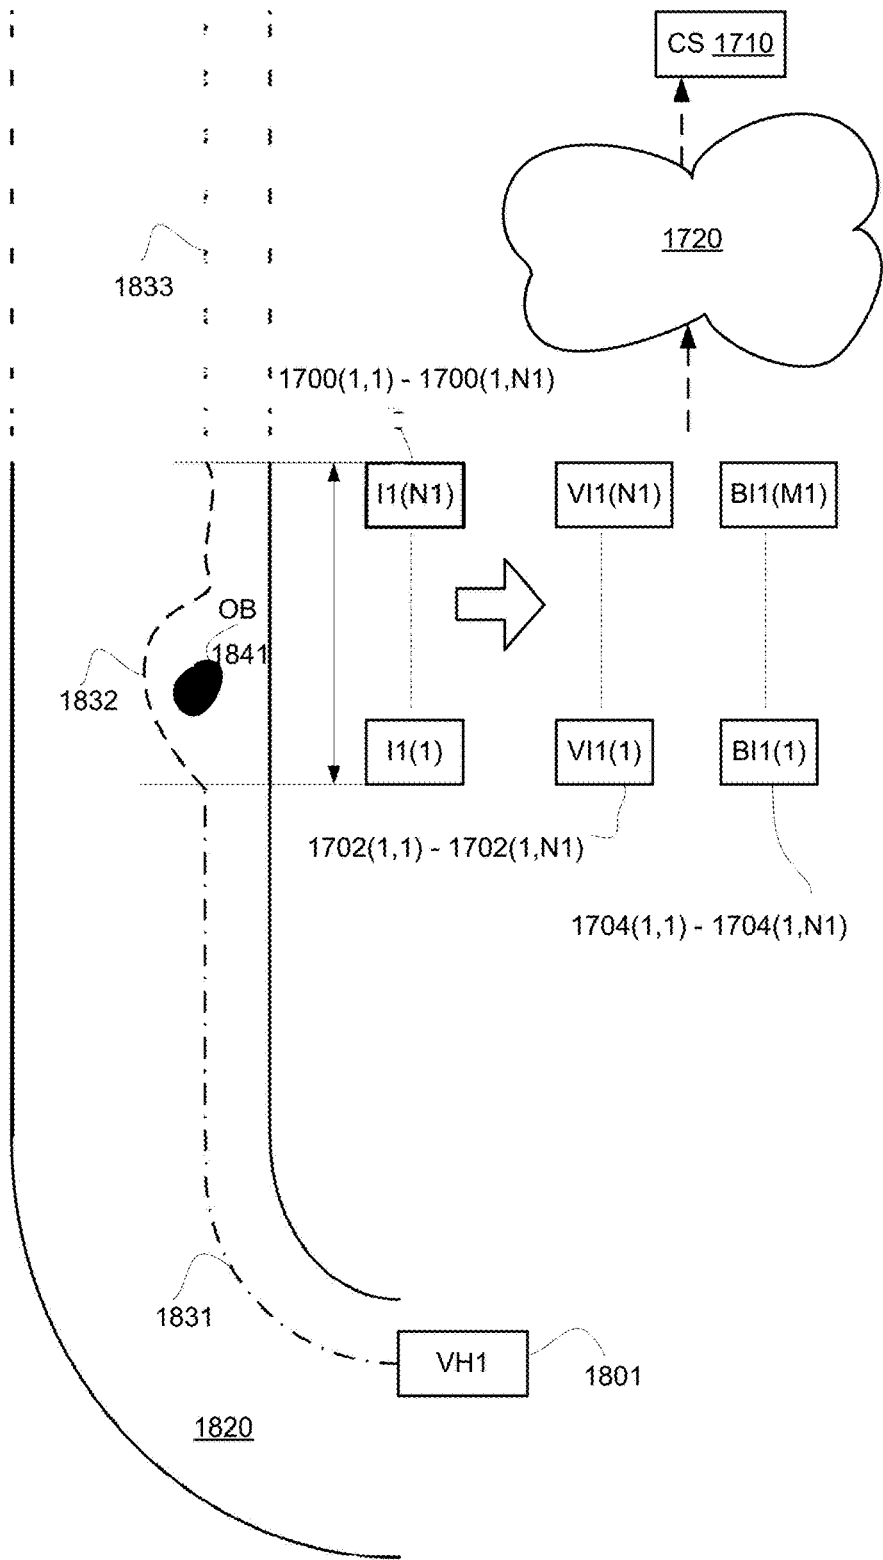 CS 1710
1720
1833
1700(1,1) - 1700(1,N1)
I1(N1)
VI1(N1)
BI1(M1)
OB
1841
1832
I1(1)
VI1(1)
BI1(1)
1702(1,1) - 1702(1,N1)
1704(1,1) - 1704(1,N1)
1831
VH1
1801
1820